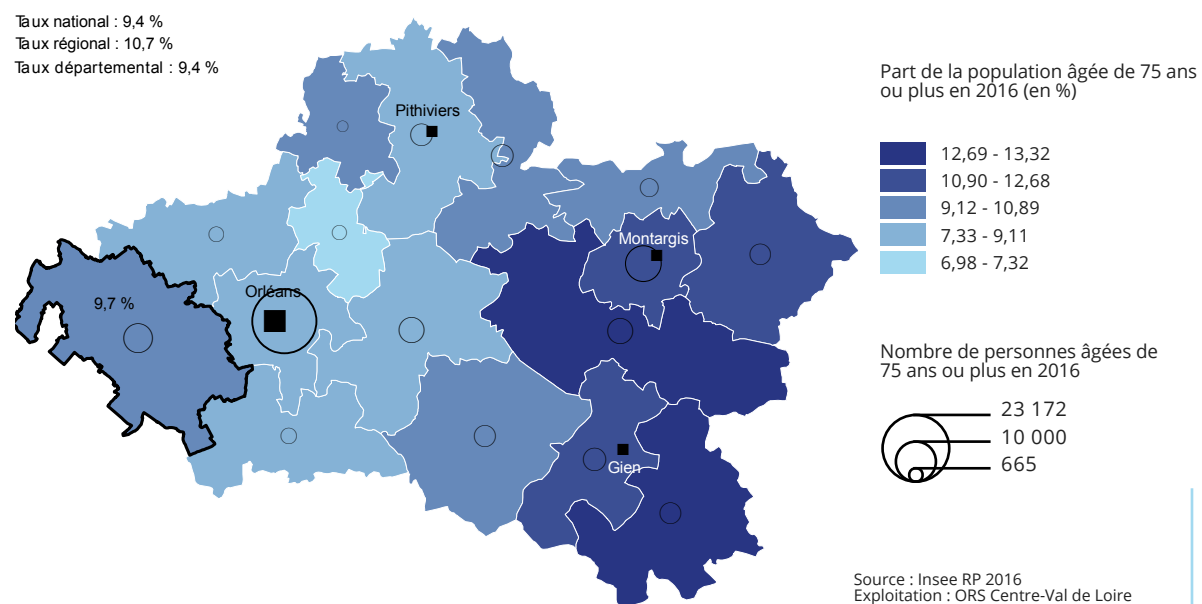 Taux national : 9,4 %
Taux régional : 10,7 %
Taux départemental : 9,4 %
Pithiviers
Montargis
Orléans
9,7 %
Gien
Part de la population âgée de 75 ans
ou plus en 2016 (en %)
12,69 - 13,32
10,90 - 12,68
9,12 - 10,89
7,33 - 9,11
6,98 - 7,32
Nombre de personnes âgées de
75 ans ou plus en 2016
23 172
10 000
665
Source : Insee RP 2016
Exploitation : ORS Centre-Val de Loire